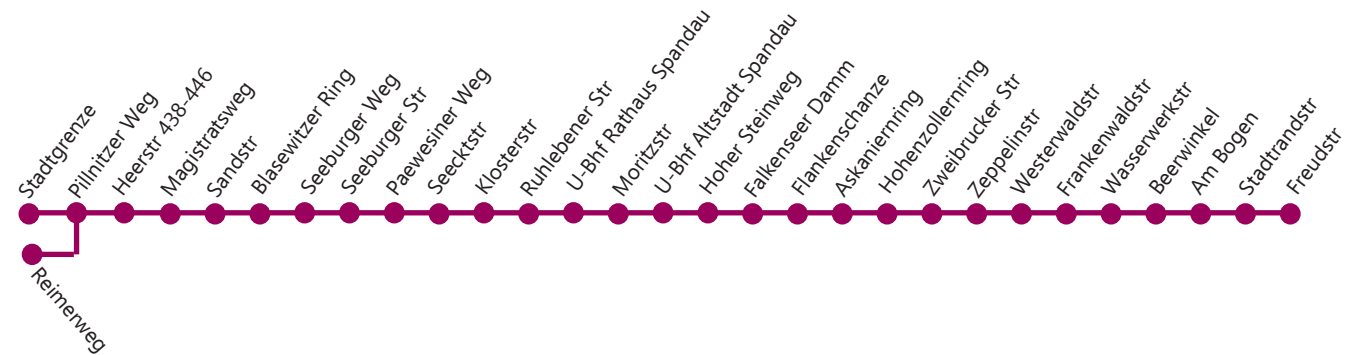 Stadtgrenze
Pillnitzer Weg
Heerstr 438-446
Magistratsweg
Sandstr
Blasewitzer Ring
Seeburger Weg
Seeburger Str
Paewesiner Weg
Seecktstr
Klosterstr
Ruhlebener Str
U-Bhf Rathaus Spandau
Moritzstr
U-Bhf Altstadt Spandau
Hoher Steinweg
Falkenseer Damm
Flankenschanze
Askanierrning
Hohenzollernring
Zweibrucker Str
Zeppelinstr
Westerwaldstr
Frankenwaldstr
Wasserwerkstr
Beerwinkel
Am Bogen
Stadtrandstr
Freudstr
Reimerweg